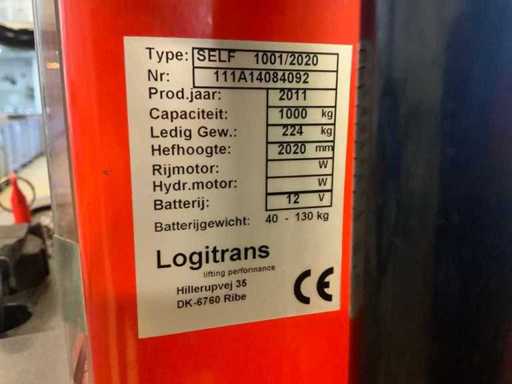 Type: SELF 1001/2020
Nr: 111A14084092
Prod.jaar: 2011
Capaciteit: 1000 kg
Ledig Gew.: 224 kg
Hefhoogte: 2020 mm
Rijmotor: W
Hydr.motor: W
Batterij: 12 V
Batterijgewicht: 40 - 130 kg
Logitrans
lifting performance
Hillerupvej 35
DK-6760 Ribe
CE